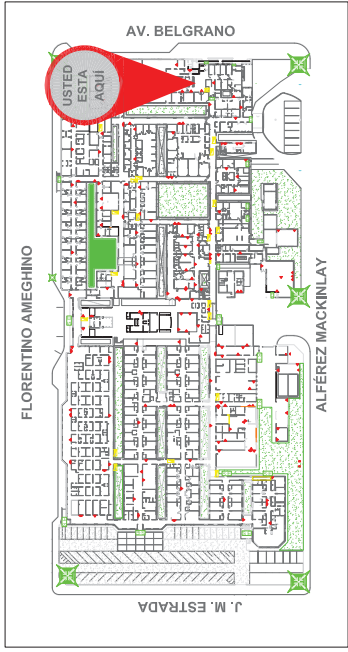 AV. BELGRANO
USTED
ESTA
AQUÍ
FLORENTINO AMEGHINO
ALFÉREZ MACKINLAY
J. M. ESTRADA